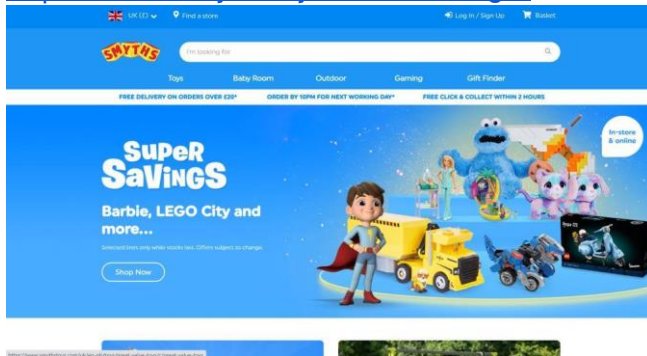 UK (£)
Find a store
Log In / Sign Up
Basket
SMYTHS
I'm looking for
Toys
Baby Room
Outdoor
Gaming
Gift Finder
FREE DELIVERY ON ORDERS OVER £20*
ORDER BY 10PM FOR NEXT WORKING DAY*
FREE CLICK & COLLECT WITHIN 2 HOURS
In-store
& online
SUPER
SAVINGS
Barbie, LEGO City and
more...
Selected lines only while stocks last. Offers subject to change.
Shop Now